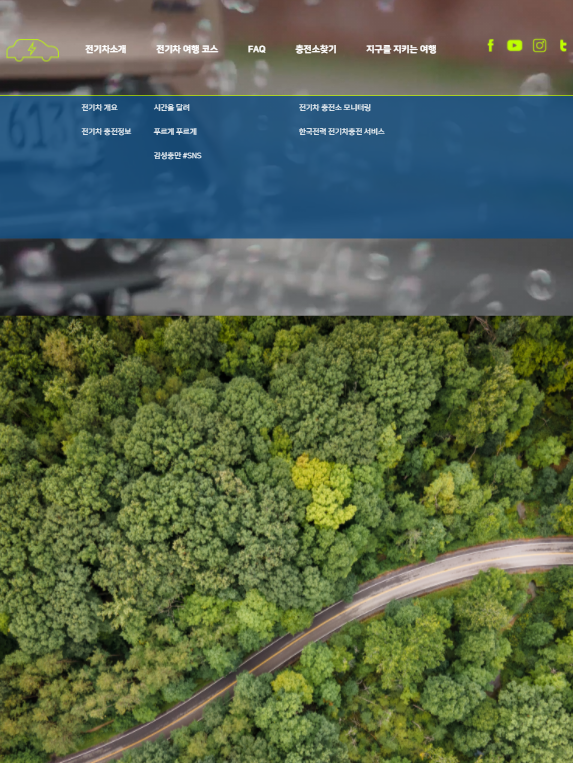 전기차소개 전기차 여행 코스 FAQ 충전소찾기 지구를 지키는 여행
전기차 개요 시간을 달려 전기차 충전소 모니터링
전기차 충전정보 푸르게 푸르게 한국전력 전기차충전 서비스
감성충만 #SNS
613